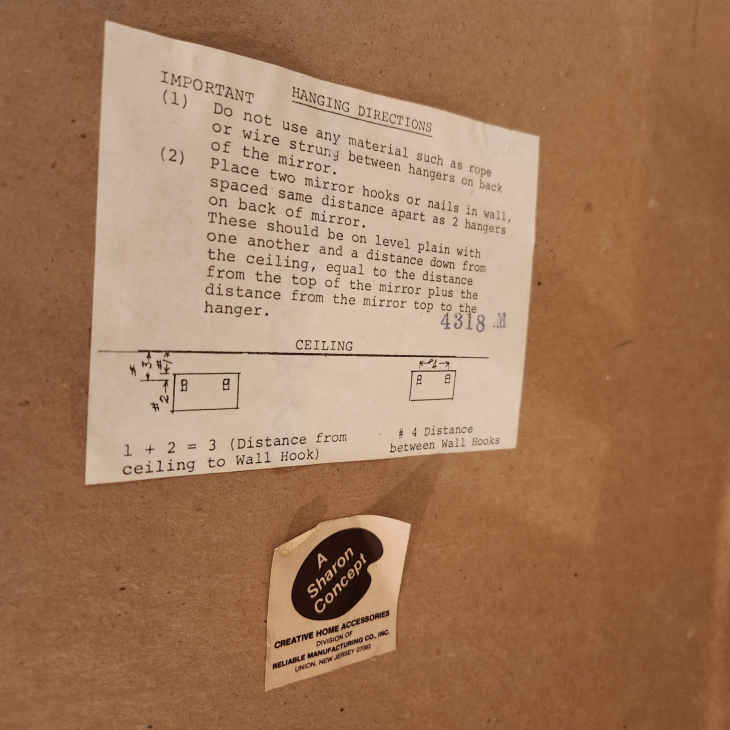 IMPORTANT
HANGING DIRECTIONS
(1) Do not use any material such as rope
or wire strung between hangers on back
of the mirror.
(2) Place two mirror hooks or nails in wall,
spaced same distance apart as 2 hangers
on back of mirror.
These should be on level plain with
one another and a distance down from
the ceiling, equal to the distance
from the top of the mirror plus the
distance from the mirror top to the
hanger.
4318 M
CEILING
# 3
# 1
# 2
1 + 2 = 3 (Distance from
ceiling to Wall Hook)
# 4 Distance
between Wall Hooks
A
Sharon
Concept
CREATIVE HOME ACCESSORIES
DIVISION OF
RELIABLE MANUFACTURING CO., INC.
UNION, NEW JERSEY